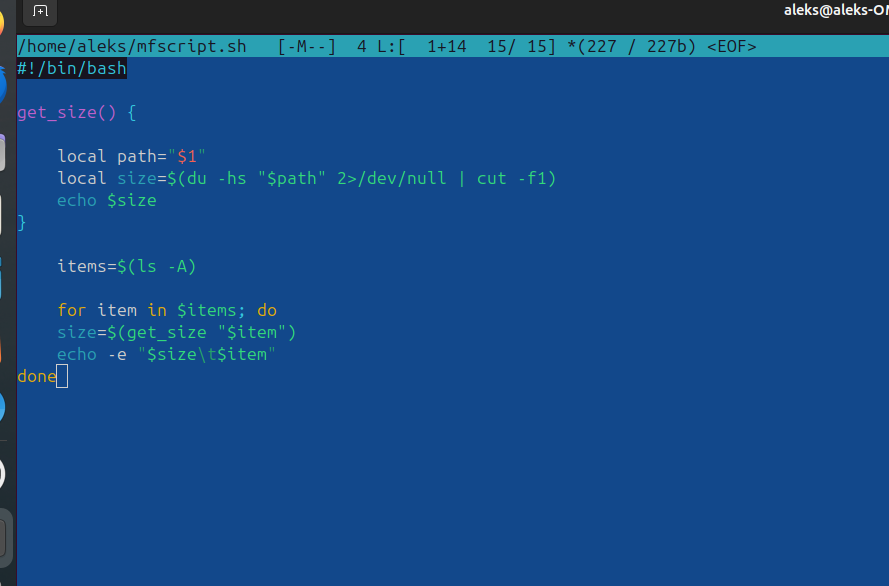 aleks@aleks-OM
/home/aleks/mfscript.sh   [-M--]  4 L:[  1+14  15/ 15] *(227 / 227b) <EOF>
#!/bin/bash

get_size() {

    local path="$1"
    local size=$(du -hs "$path" 2>/dev/null | cut -f1)
    echo $size
}

    items=$(ls -A)

    for item in $items; do
    size=$(get_size "$item")
    echo -e "$size\t$item"
done